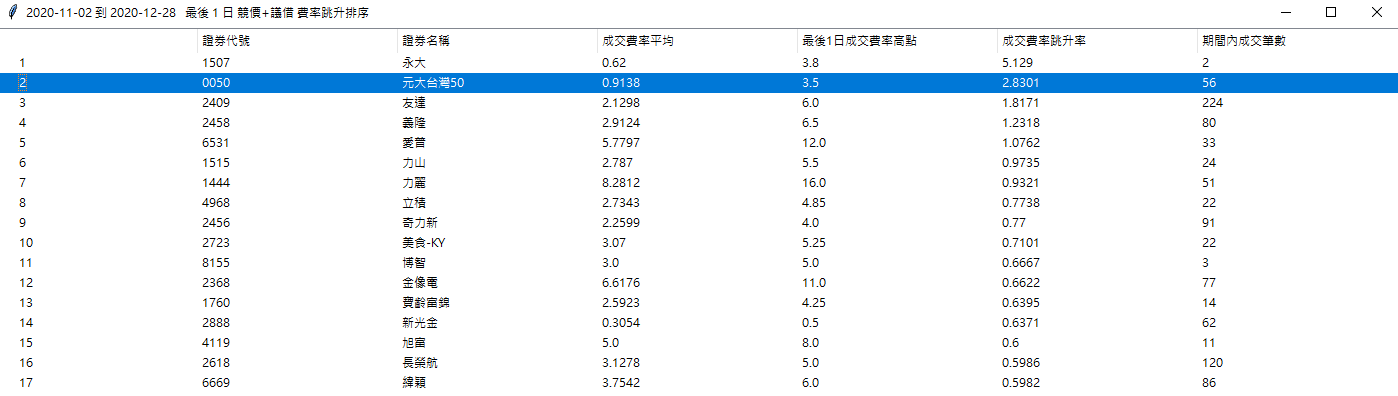 2020-11-02 到 2020-12-28 最後 1 日 競價+議借 費率跳升排序
證券代號 證券名稱 成交費率平均 最後1日成交費率高點 成交費率跳升率 期間內成交筆數
1 1507 永大 0.62 3.8 5.129 2
2 0050 元大台灣50 0.9138 3.5 2.8301 56
3 2409 友達 2.1298 6.0 1.8171 224
4 2458 義隆 2.9124 6.5 1.2318 80
5 6531 愛普 5.7797 12.0 1.0762 33
6 1515 力山 2.787 5.5 0.9735 24
7 1444 力麗 8.2812 16.0 0.9321 51
8 4968 立積 2.7343 4.85 0.7738 22
9 2456 奇力新 2.2599 4.0 0.77 91
10 2723 美食-KY 3.07 5.25 0.7101 22
11 8155 博智 3.0 5.0 0.6667 3
12 2368 金像電 6.6176 11.0 0.6622 77
13 1760 寶齡富錦 2.5923 4.25 0.6395 14
14 2888 新光金 0.3054 0.5 0.6371 62
15 4119 旭富 5.0 8.0 0.6 11
16 2618 長榮航 3.1278 5.0 0.5986 120
17 6669 緯穎 3.7542 6.0 0.5982 86